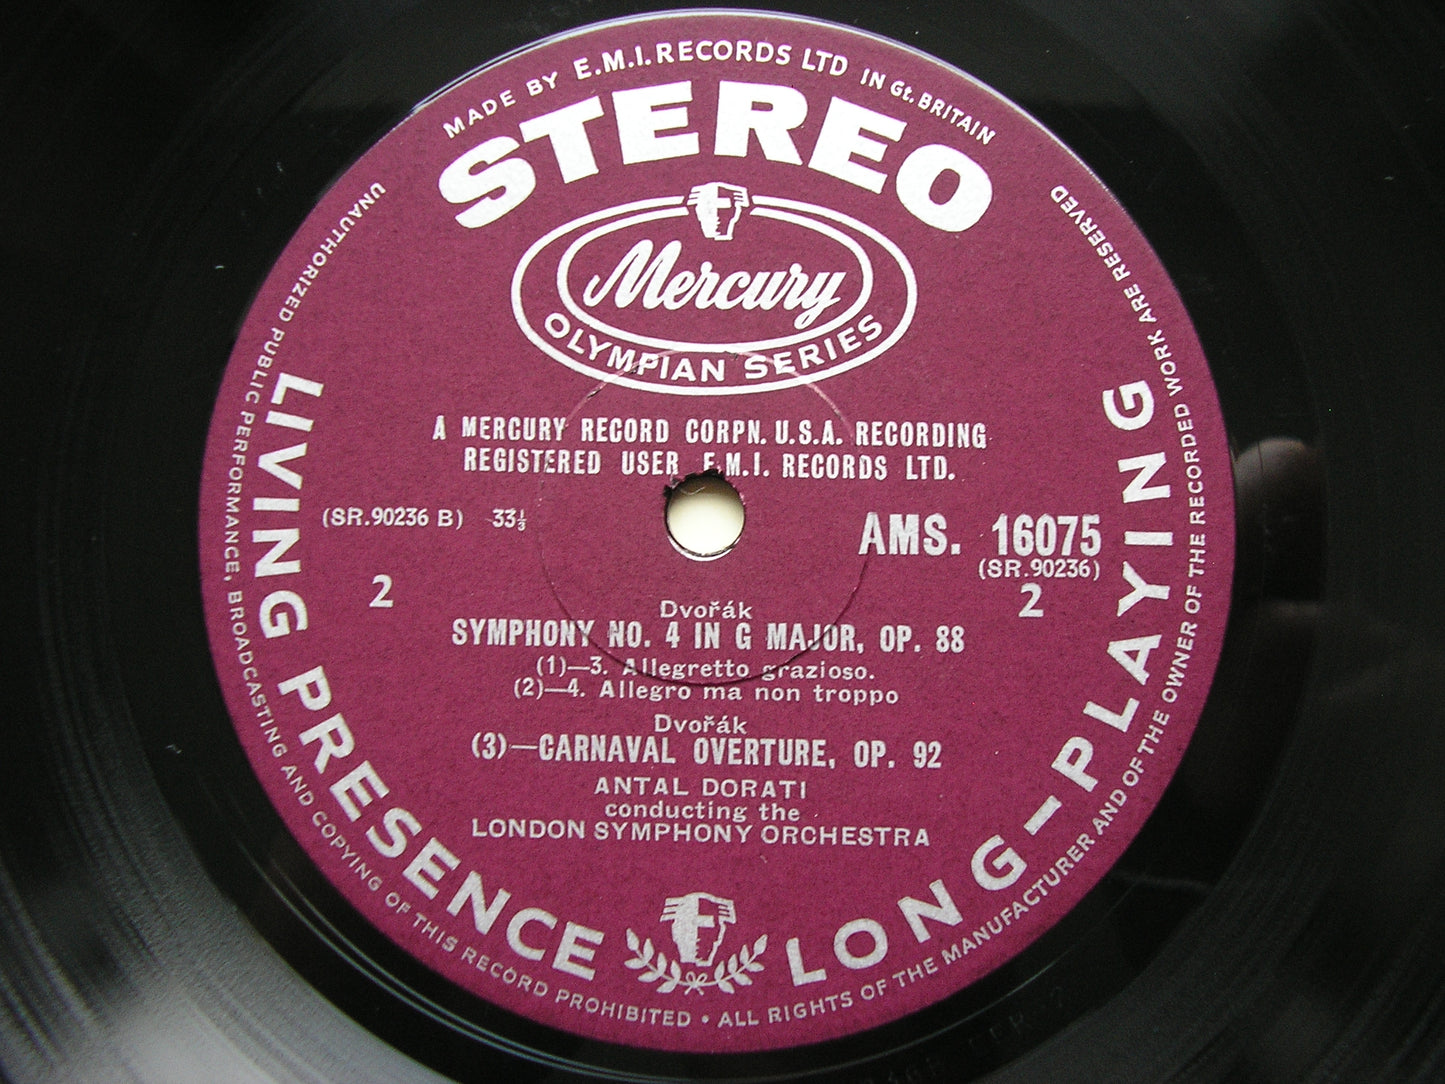 MADE BY E.M.I. RECORDS LTD IN Gt. BRITAIN
STEREO
Mercury
OLYMPIAN SERIES
A MERCURY RECORD CORPN. U.S.A. RECORDING
REGISTERED USER E.M.I. RECORDS LTD.
(SR.90236 B) 33⅓
AMS. 16075
(SR.90236)
2
2
Dvořák
SYMPHONY NO. 4 IN G MAJOR, OP. 88
(1)—3. Allegretto grazioso.
(2)—4. Allegro ma non troppo
Dvořák
(3)—CARNAVAL OVERTURE, OP. 92
ANTAL DORATI
conducting the
LONDON SYMPHONY ORCHESTRA
LIVING PRESENCE
LONG-PLAYING
UNAUTHORIZED PUBLIC PERFORMANCE, BROADCASTING AND COPYING OF THIS RECORD PROHIBITED • ALL RIGHTS OF THE MANUFACTURER AND OF THE OWNER OF THE RECORDED WORK ARE RESERVED